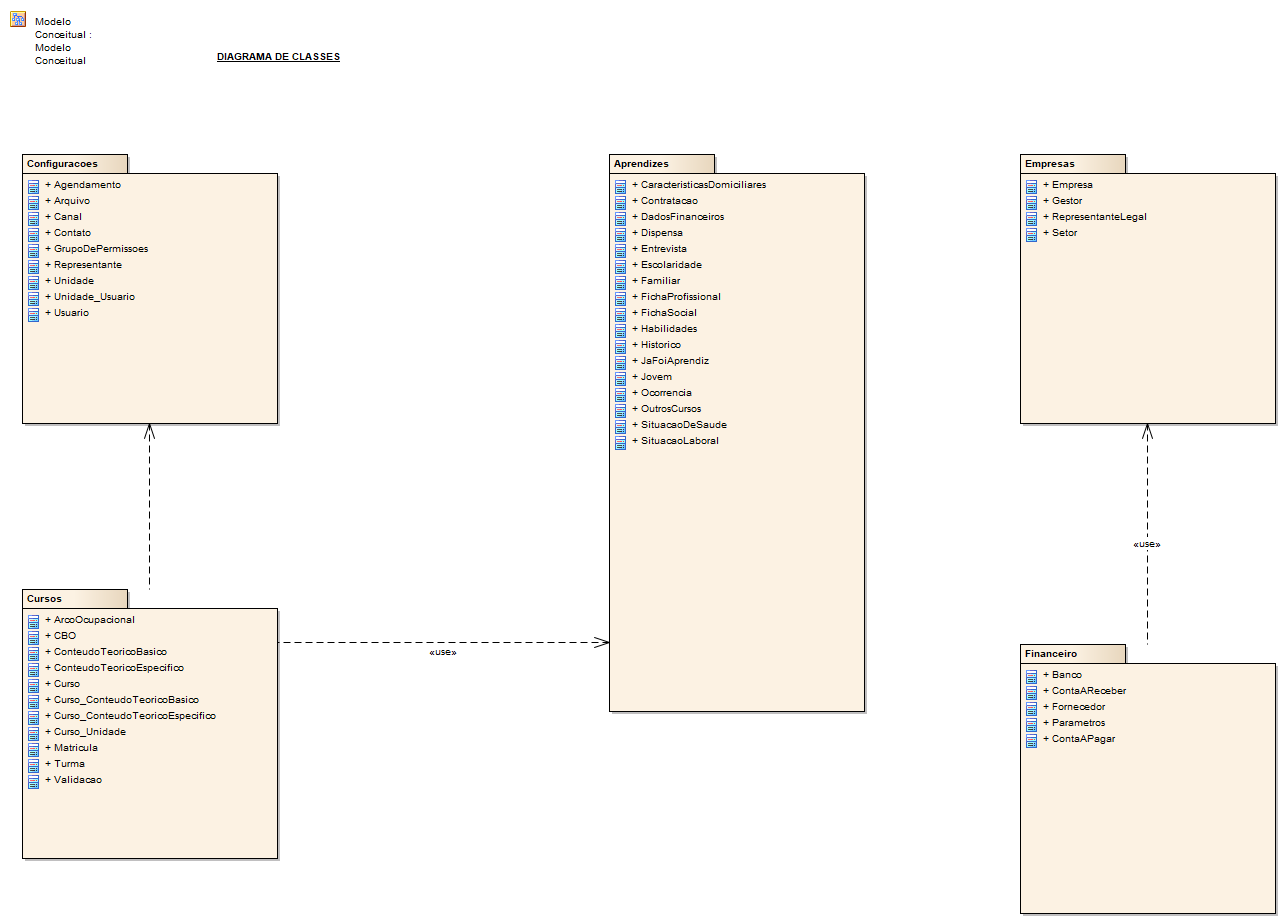 Modelo
Conceitual :
Modelo
Conceitual
DIAGRAMA DE CLASSES
Configuracoes
+ Agendamento
+ Arquivo
+ Canal
+ Contato
+ GrupoDePermissoes
+ Representante
+ Unidade
+ Unidade_Usuario
+ Usuario
Aprendizes
+ CaracteristicasDomiciliares
+ Contratacao
+ DadosFinanceiros
+ Dispensa
+ Entrevista
+ Escolaridade
+ Familiar
+ FichaProfissional
+ FichaSocial
+ Habilidades
+ Historico
+ JaFoiAprendiz
+ Jovem
+ Ocorrencia
+ OutrosCursos
+ SituacaoDeSaude
+ SituacaoLaboral
Empresas
+ Empresa
+ Gestor
+ RepresentanteLegal
+ Setor
«use»
Cursos
+ ArcoOcupacional
+ CBO
+ ConteudoTeoricoBasico
+ ConteudoTeoricoEspecifico
+ Curso
+ Curso_ConteudoTeoricoBasico
+ Curso_ConteudoTeoricoEspecifico
+ Curso_Unidade
+ Matricula
+ Turma
+ Validacao
«use»
Financeiro
+ Banco
+ ContaAReceber
+ Fornecedor
+ Parametros
+ ContaAPagar